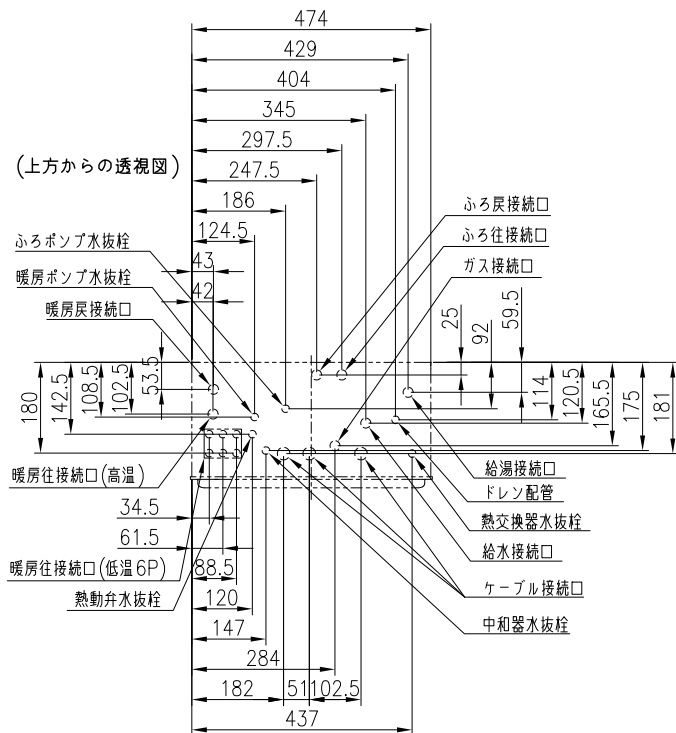 474
429
404
345
297.5
(上方からの透視図)
247.5
186
ふろ戻接続口
124.5
ふろポンプ水抜栓
ふろ往接続口
43
ガス接続口
暖房ポンプ水抜栓
42
暖房戻接続口
25
92
59.5
180
142.5
108.5
102.5
53.5
114
120.5
165.5
175
181
暖房往接続口(高温)
給湯接続口
ドレン配管
34.5
熱交換器水抜栓
61.5
給水接続口
暖房往接続口(低温6P)
88.5
ケーブル接続口
熱動弁水抜栓
120
中和器水抜栓
147
284
182
51
102.5
437